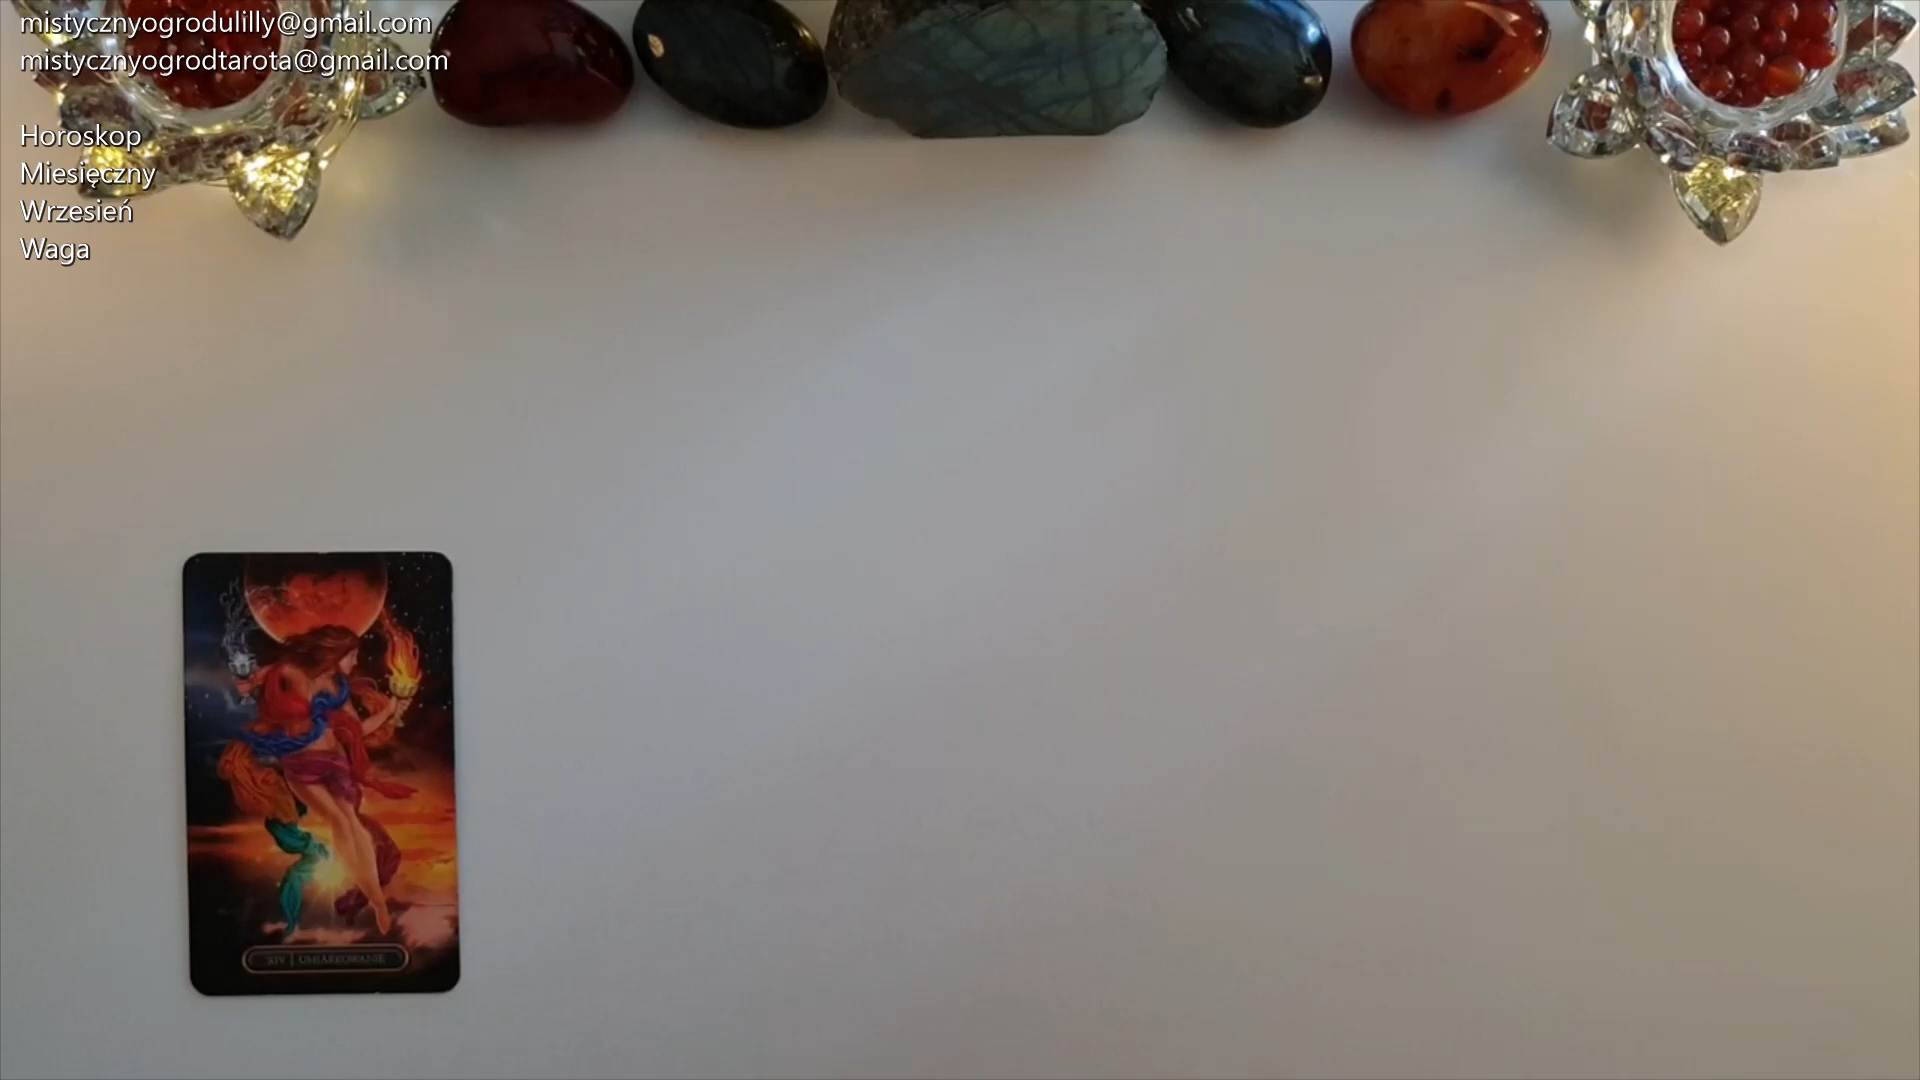 mistycznyogrodulilly@gmail.com
mistycznyogrodtarota@gmail.com
Horoskop
Miesięczny
Wrzesień
Waga
XIV | UMIARKOWANIE